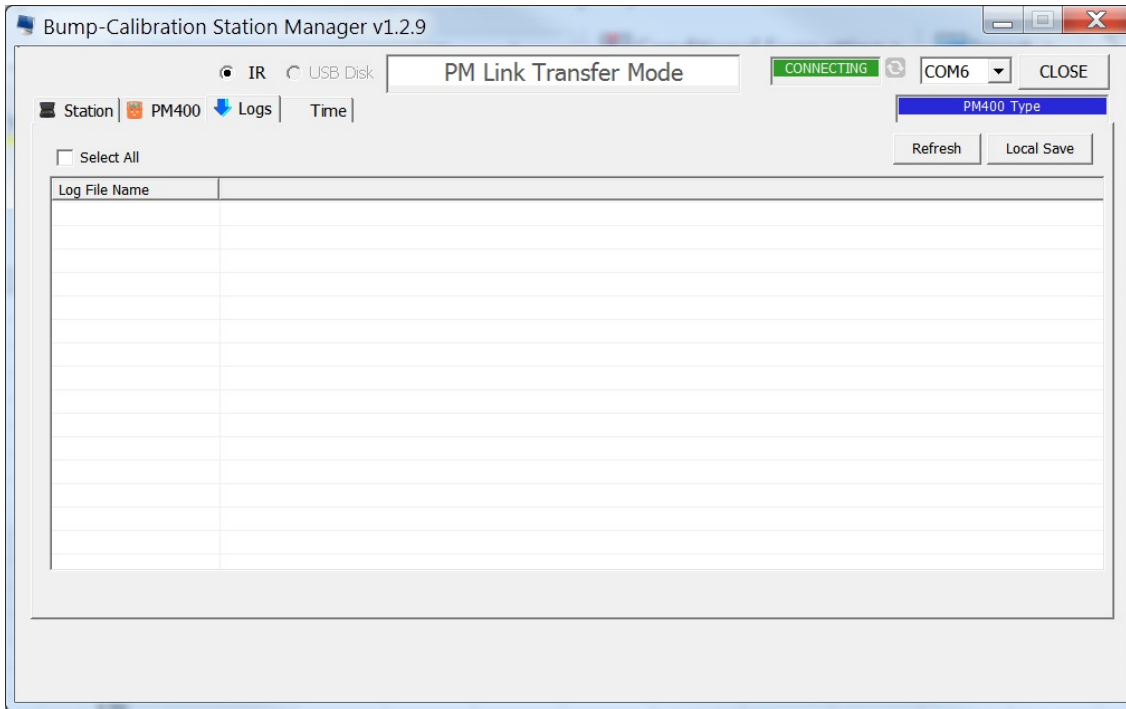 Bump-Calibration Station Manager v1.2.9
IR USB Disk PM Link Transfer Mode CONNECTING COM6 CLOSE
Station PM400 Logs Time PM400 Type
Select All Refresh Local Save
Log File Name